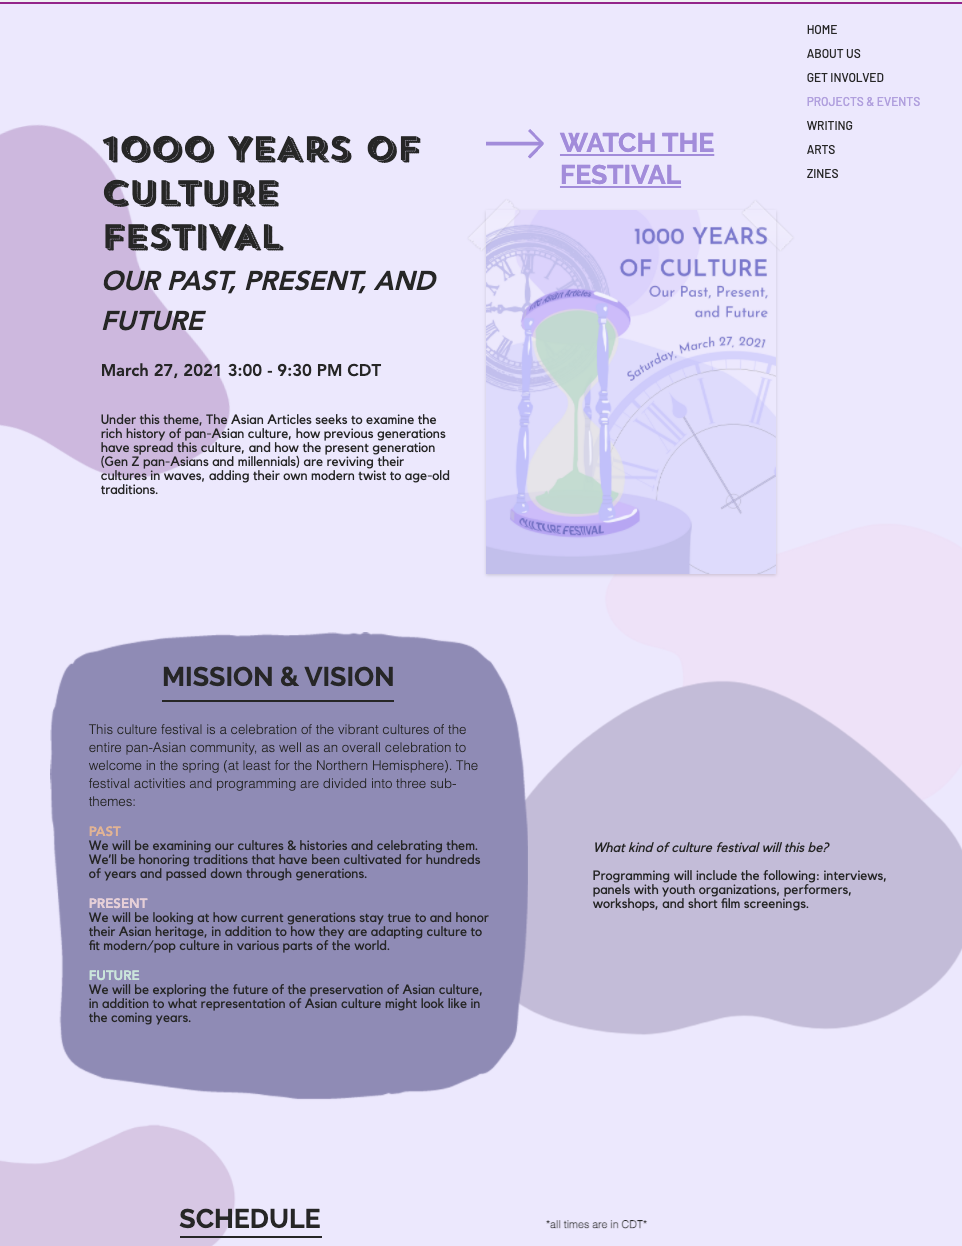 HOME
ABOUT US
GET INVOLVED
PROJECTS & EVENTS
WRITING
ARTS
ZINES
1000 YEARS OF
CULTURE
FESTIVAL
OUR PAST, PRESENT, AND
FUTURE
March 27, 2021 3:00 - 9:30 PM CDT
Under this theme, The Asian Articles seeks to examine the
rich history of pan-Asian culture, how previous generations
have spread this culture, and how the present generation
(Gen Z pan-Asians and millennials) are reviving their
cultures in waves, adding their own modern twist to age-old
traditions.
WATCH THE
FESTIVAL
1000 YEARS
OF CULTURE
Our Past, Present,
and Future
Saturday, March 27, 2021
Articles
CULTURE FESTIVAL
MISSION & VISION
This culture festival is a celebration of the vibrant cultures of the
entire pan-Asian community, as well as an overall celebration to
welcome in the spring (at least for the Northern Hemisphere). The
festival activities and programming are divided into three sub-
themes:
PAST
We will be examining our cultures & histories and celebrating them.
We'll be honoring traditions that have been cultivated for hundreds
of years and passed down through generations.
PRESENT
We will be looking at how current generations stay true to and honor
their Asian heritage, in addition to how they are adapting culture to
fit modern/pop culture in various parts of the world.
FUTURE
We will be exploring the future of the preservation of Asian culture,
in addition to what representation of Asian culture might look like in
the coming years.
What kind of culture festival will this be?
Programming will include the following: interviews,
panels with youth organizations, performers,
workshops, and short film screenings.
SCHEDULE
*all times are in CDT*